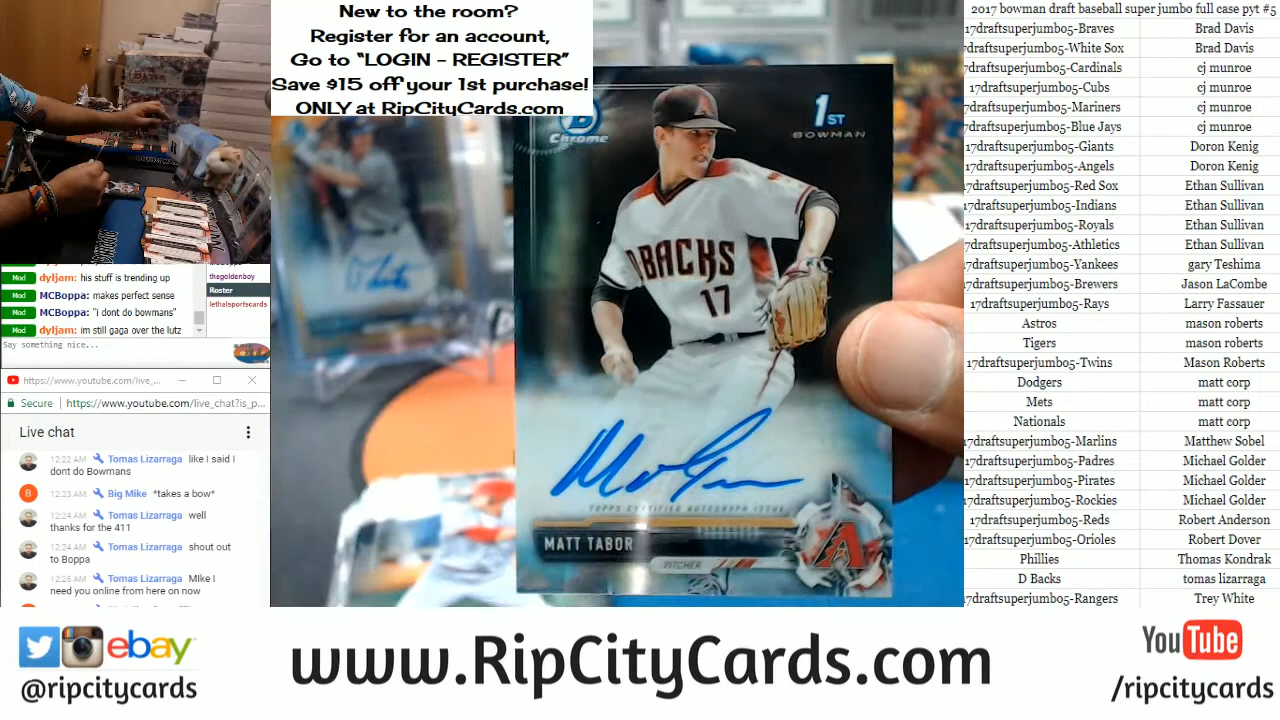 New to the room?
Register for an account,
Go to “LOGIN - REGISTER”
Save $15 off your 1st purchase!
ONLY at RipCityCards.com
Mod dyljam: his stuff is trending up
Mod MCBoppa: makes perfect sense
Mod MCBoppa: "i dont do bowmans"
Mod dyljam: im still gaga over the lutz
thegoldenboy
Roster
lethalsportscards
Say something nice...
https://www.youtube.com/live_...
Secure https://www.youtube.com/live_chat?is_p...
Live chat
12:22 AM Tomas Lizarraga like I said I
dont do Bowmans
B 12:23 AM Big Mike *takes a bow*
12:24 AM Tomas Lizarraga well
thanks for the 411
12:24 AM Tomas Lizarraga shout out
to Boppa
12:25 AM Tomas Lizarraga MIke I
need you online from here on now
B
Chrome
1ST
BOWMAN
DBACKS
17
TOPPS CERTIFIED AUTOGRAPH ISSUE
MATT TABOR
PITCHER
A
2017 bowman draft baseball super jumbo full case pyt #5
17draftsuperjumbo5-Braves Brad Davis
17draftsuperjumbo5-White Sox Brad Davis
17draftsuperjumbo5-Cardinals cj munroe
17draftsuperjumbo5-Cubs cj munroe
17draftsuperjumbo5-Mariners cj munroe
17draftsuperjumbo5-Blue Jays cj munroe
17draftsuperjumbo5-Giants Doron Kenig
17draftsuperjumbo5-Angels Doron Kenig
17draftsuperjumbo5-Red Sox Ethan Sullivan
17draftsuperjumbo5-Indians Ethan Sullivan
17draftsuperjumbo5-Royals Ethan Sullivan
17draftsuperjumbo5-Athletics Ethan Sullivan
17draftsuperjumbo5-Yankees gary Teshima
17draftsuperjumbo5-Brewers Jason LaCombe
17draftsuperjumbo5-Rays Larry Fassauer
Astros mason roberts
Tigers mason roberts
17draftsuperjumbo5-Twins Mason Roberts
Dodgers matt corp
Mets matt corp
Nationals matt corp
17draftsuperjumbo5-Marlins Matthew Sobel
17draftsuperjumbo5-Padres Michael Golder
17draftsuperjumbo5-Pirates Michael Golder
17draftsuperjumbo5-Rockies Michael Golder
17draftsuperjumbo5-Reds Robert Anderson
17draftsuperjumbo5-Orioles Robert Dover
Phillies Thomas Kondrak
D Backs tomas lizarraga
17draftsuperjumbo5-Rangers Trey White
ebay
@ripcitycards
www.RipCityCards.com
YouTube
/ripcitycards